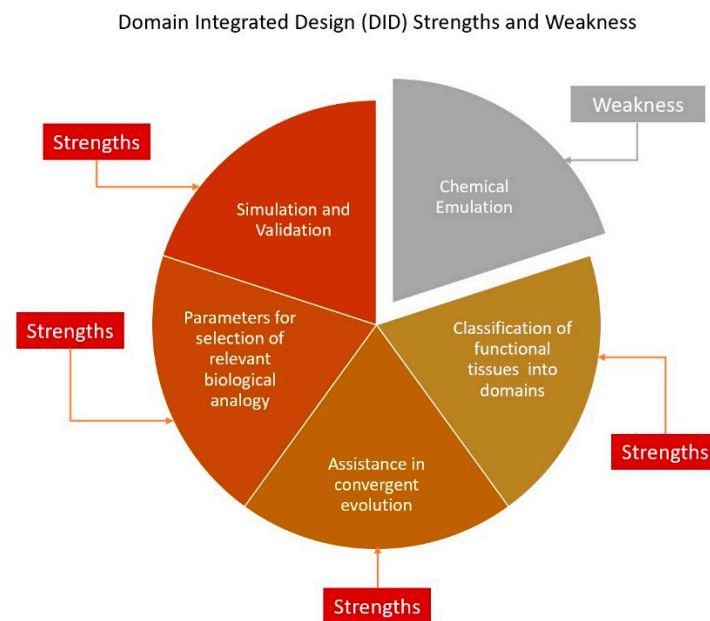 Domain Integrated Design (DID) Strengths and Weakness
Weakness
Strengths
Chemical
Emulation
Simulation and
Validation
Strengths
Parameters for
selection of
relevant
biological
analogy
Classification of
functional
tissues into
domains
Strengths
Assistance in
convergent
evolution
Strengths